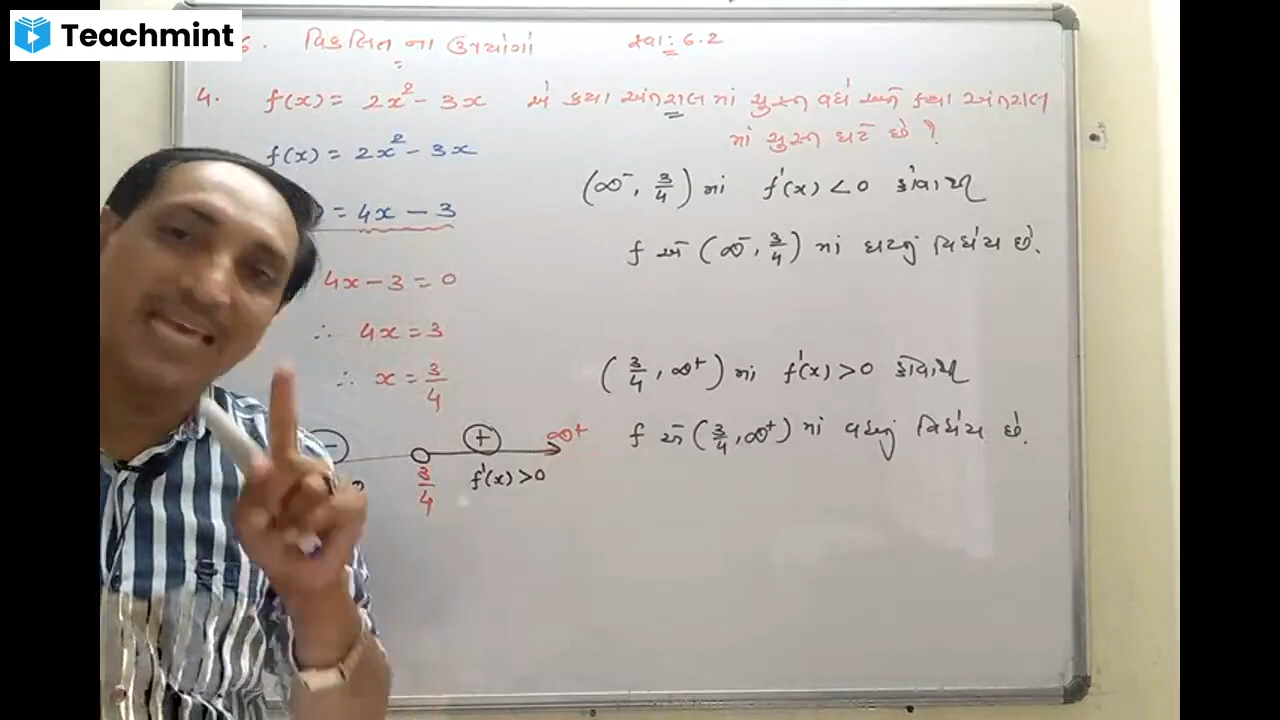 Teachmint
6. વિકલિત ના ઉપયોગો સ્વા: 6.2
4. f(x) = 2x² - 3x એ કયા અંતરાલ માં ચુસ્ત વધે અને કયા અંતરાલ
માં ચુસ્ત ઘટે છે ?
f(x) = 2x² - 3x
= 4x - 3
4x - 3 = 0
∴ 4x = 3
∴ x = 3/4
− + ∞⁺
3/4 f'(x) > 0
(∞⁻, 3/4) માં f'(x) < 0 હોવાથી
f એ (∞⁻, 3/4) માં ઘટતું વિધેય છે.
(3/4, ∞⁺) માં f'(x) > 0 હોવાથી
f એ (3/4, ∞⁺) માં વધતું વિધેય છે.